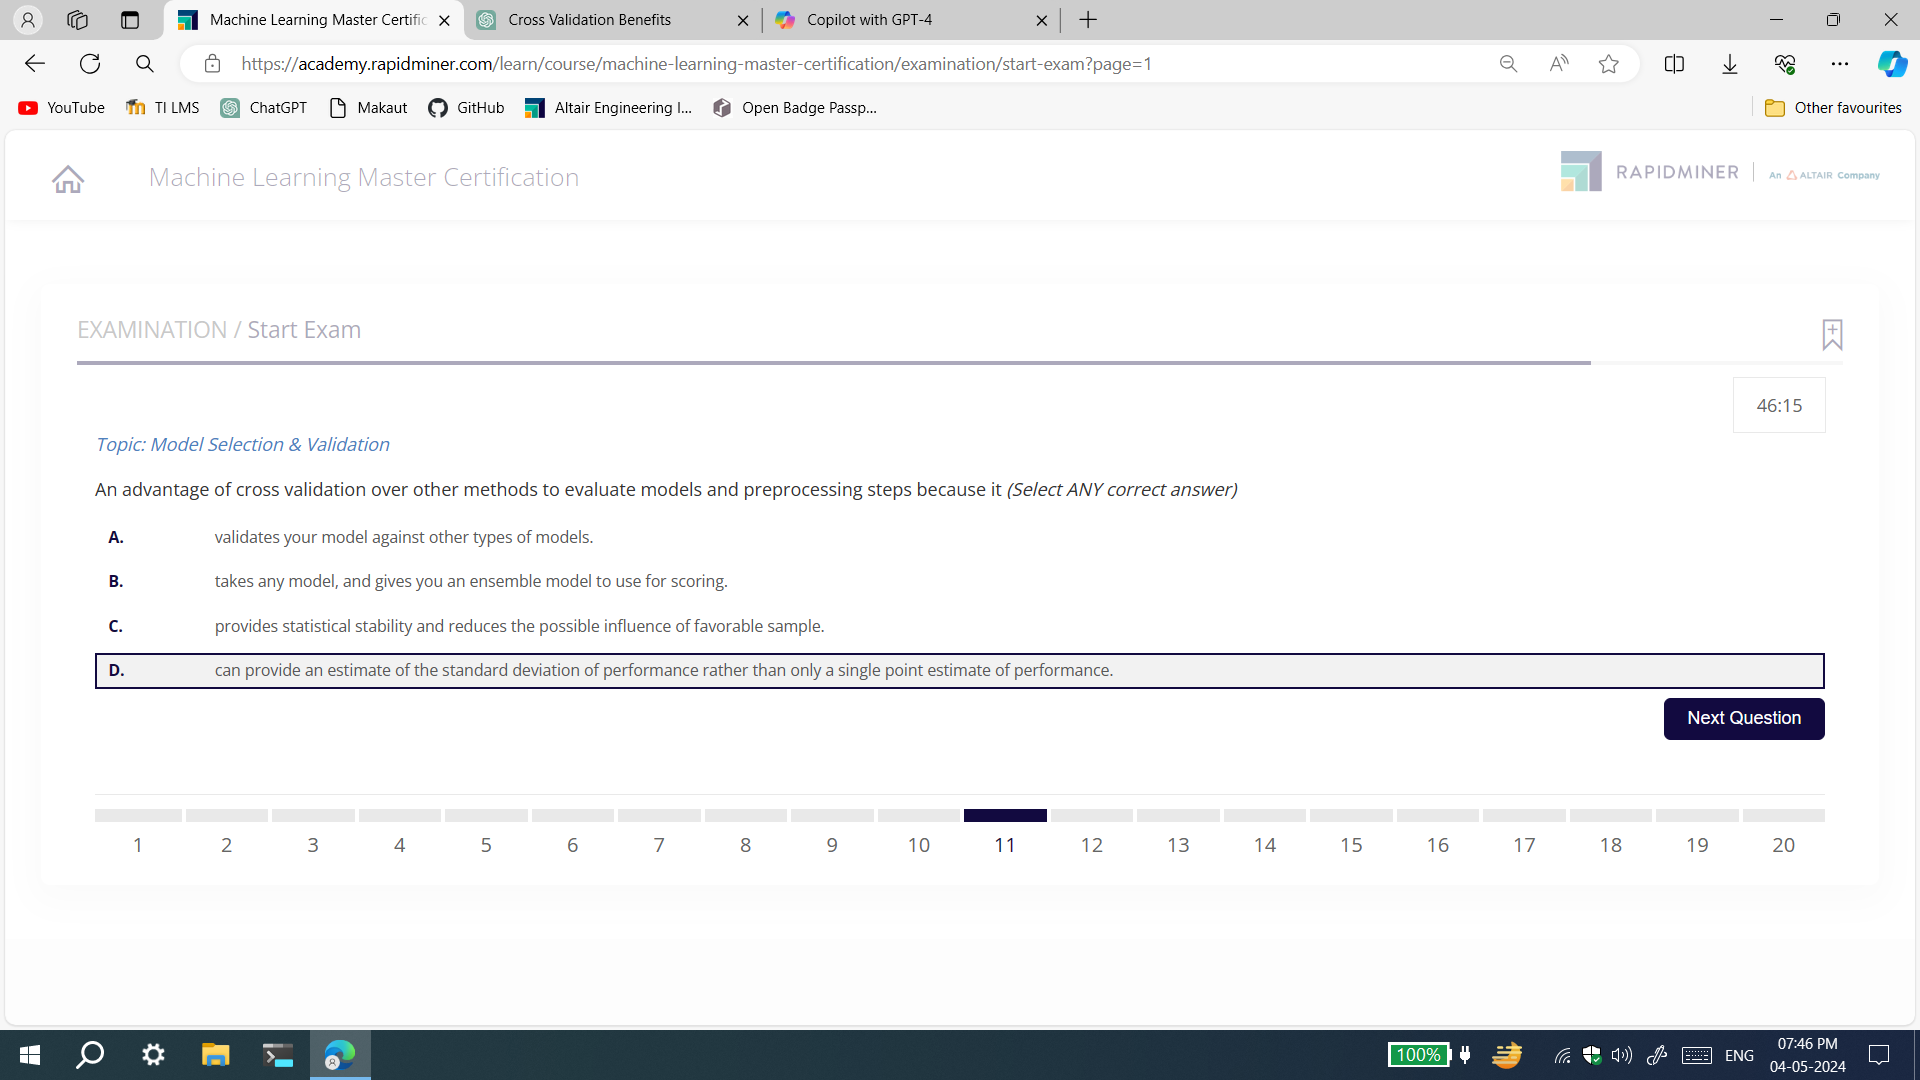 Machine Learning Master Certific
Cross Validation Benefits
Copilot with GPT-4
https://academy.rapidminer.com/learn/course/machine-learning-master-certification/examination/start-exam?page=1
YouTube TI LMS ChatGPT Makaut GitHub Altair Engineering I... Open Badge Passp... Other favourites
Machine Learning Master Certification
RAPIDMINER An ALTAIR Company
EXAMINATION / Start Exam
46:15
Topic: Model Selection & Validation
An advantage of cross validation over other methods to evaluate models and preprocessing steps because it (Select ANY correct answer)
A. validates your model against other types of models.
B. takes any model, and gives you an ensemble model to use for scoring.
C. provides statistical stability and reduces the possible influence of favorable sample.
D. can provide an estimate of the standard deviation of performance rather than only a single point estimate of performance.
Next Question
1 2 3 4 5 6 7 8 9 10 11 12 13 14 15 16 17 18 19 20
100% ENG
07:46 PM
04-05-2024